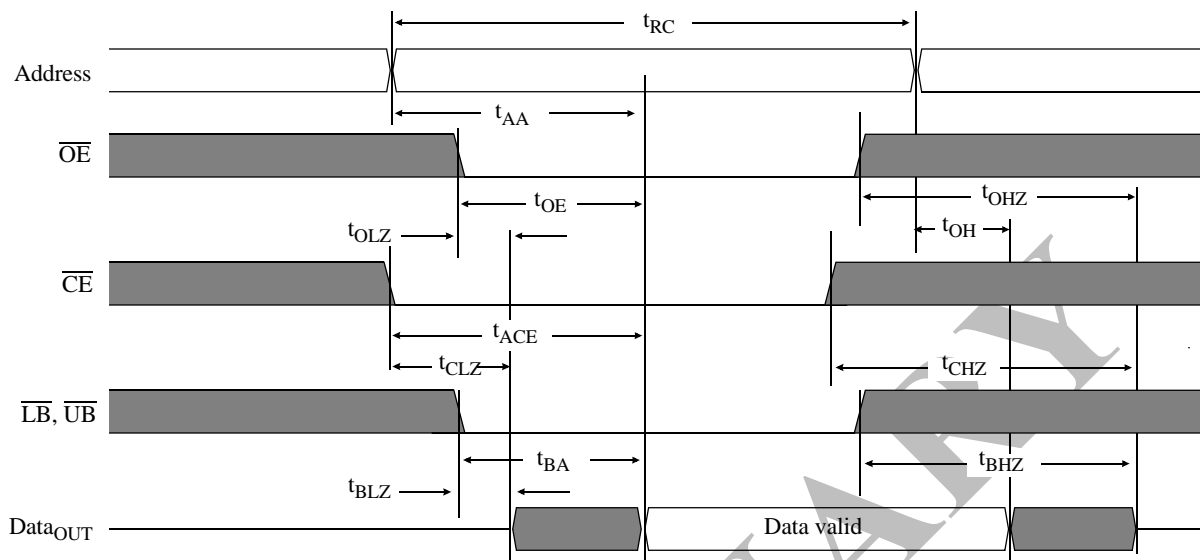 tRC
Address
tAA
OE
tOE
tOHZ
tOLZ
tOH
CE
tACE
tCLZ
tCHZ
LB, UB
tBA
tBHZ
tBLZ
DataOUT
Data valid